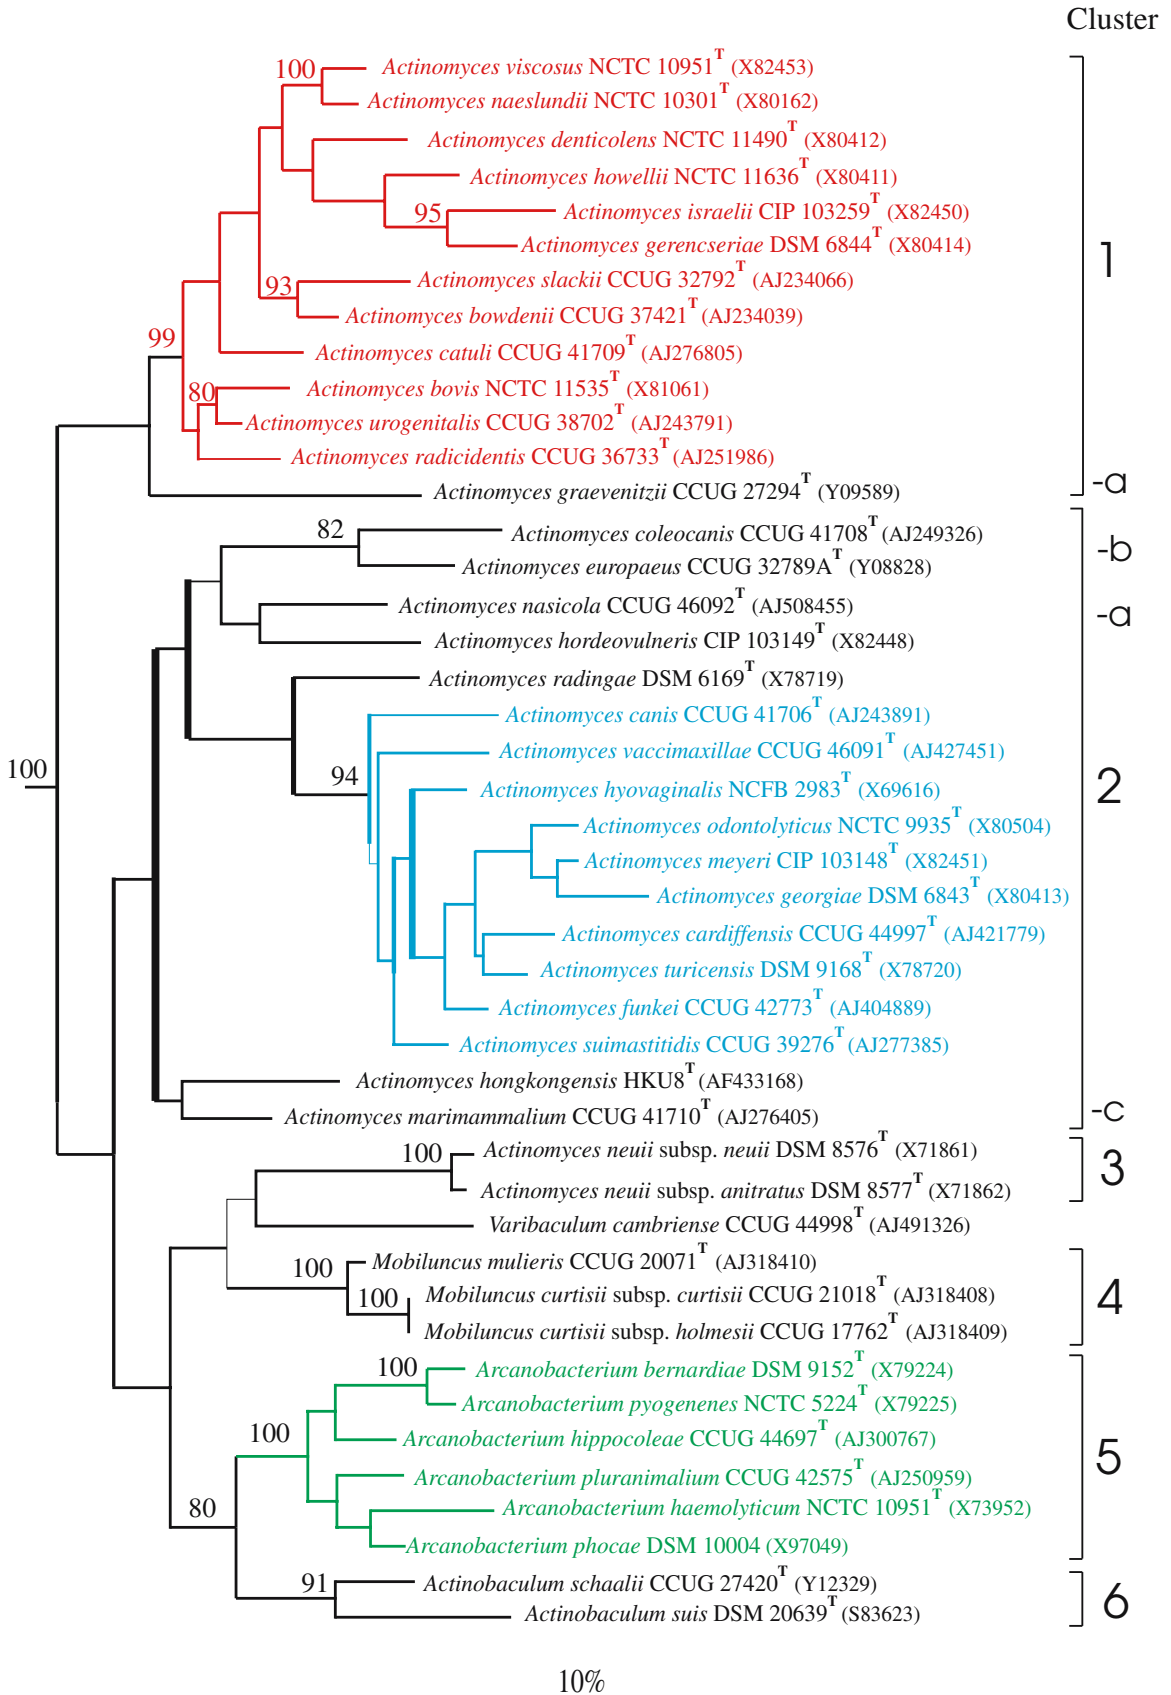 Cluster
100 Actinomyces viscosus NCTC 10951T (X82453)
Actinomyces naeslundii NCTC 10301T (X80162)
Actinomyces denticolens NCTC 11490T (X80412)
Actinomyces howellii NCTC 11636T (X80411)
95 Actinomyces israelii CIP 103259T (X82450)
Actinomyces gerencseriae DSM 6844T (X80414)
1
93 Actinomyces slackii CCUG 32792T (AJ234066)
Actinomyces bowdenii CCUG 37421T (AJ234039)
99
Actinomyces catuli CCUG 41709T (AJ276805)
80 Actinomyces bovis NCTC 11535T (X81061)
Actinomyces urogenitalis CCUG 38702T (AJ243791)
Actinomyces radicidentis CCUG 36733T (AJ251986)
Actinomyces graevenitzii CCUG 27294T (Y09589) -a
82 Actinomyces coleocanis CCUG 41708T (AJ249326)
-b
Actinomyces europaeus CCUG 32789AT (Y08828)
Actinomyces nasicola CCUG 46092T (AJ508455) -a
Actinomyces hordeovulneris CIP 103149T (X82448)
Actinomyces radingae DSM 6169T (X78719)
Actinomyces canis CCUG 41706T (AJ243891)
Actinomyces vaccimaxillae CCUG 46091T (AJ427451)
100 94 Actinomyces hyovaginalis NCFB 2983T (X69616) 2
Actinomyces odontolyticus NCTC 9935T (X80504)
Actinomyces meyeri CIP 103148T (X82451)
Actinomyces georgiae DSM 6843T (X80413)
Actinomyces cardiffensis CCUG 44997T (AJ421779)
Actinomyces turicensis DSM 9168T (X78720)
Actinomyces funkei CCUG 42773T (AJ404889)
Actinomyces suimastitidis CCUG 39276T (AJ277385)
Actinomyces hongkongensis HKU8T (AF433168)
Actinomyces marimammalium CCUG 41710T (AJ276405) -c
100 Actinomyces neuii subsp. neuii DSM 8576T (X71861)
3
Actinomyces neuii subsp. anitratus DSM 8577T (X71862)
Varibaculum cambriense CCUG 44998T (AJ491326)
100 Mobiluncus mulieris CCUG 20071T (AJ318410)
100 Mobiluncus curtisii subsp. curtisii CCUG 21018T (AJ318408) 4
Mobiluncus curtisii subsp. holmesii CCUG 17762T (AJ318409)
100 Arcanobacterium bernardiae DSM 9152T (X79224)
Arcanobacterium pyogenenes NCTC 5224T (X79225)
100 Arcanobacterium hippocoleae CCUG 44697T (AJ300767)
5
Arcanobacterium pluranimalium CCUG 42575T (AJ250959)
80 Arcanobacterium haemolyticum NCTC 10951T (X73952)
Arcanobacterium phocae DSM 10004 (X97049)
91 Actinobaculum schaalii CCUG 27420T (Y12329)
6
Actinobaculum suis DSM 20639T (S83623)
10%